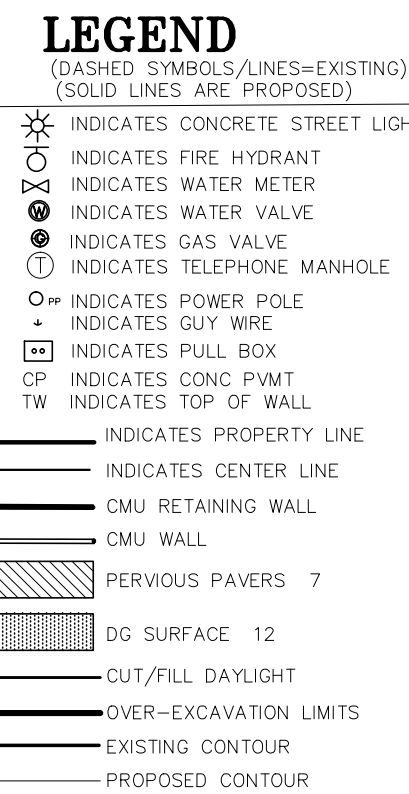 LEGEND
(DASHED SYMBOLS/LINES=EXISTING)
(SOLID LINES ARE PROPOSED)
INDICATES CONCRETE STREET
INDICATES FIRE HYDRANT
INDICATES WATER METER
W INDICATES WATER VALVE
G INDICATES GAS VALVE
T INDICATES TELEPHONE MANHOLE
PP INDICATES POWER POLE
INDICATES GUY WIRE
INDICATES PULL BOX
CP INDICATES CONC PVMT
TW INDICATES TOP OF WALL
INDICATES PROPERTY LINE
INDICATES CENTER LINE
CMU RETAINING WALL
CMU WALL
PERVIOUS PAVERS 7
DG SURFACE 12
CUT/FILL DAYLIGHT
OVER-EXCAVATION LIMITS
EXISTING CONTOUR
PROPOSED CONTOUR